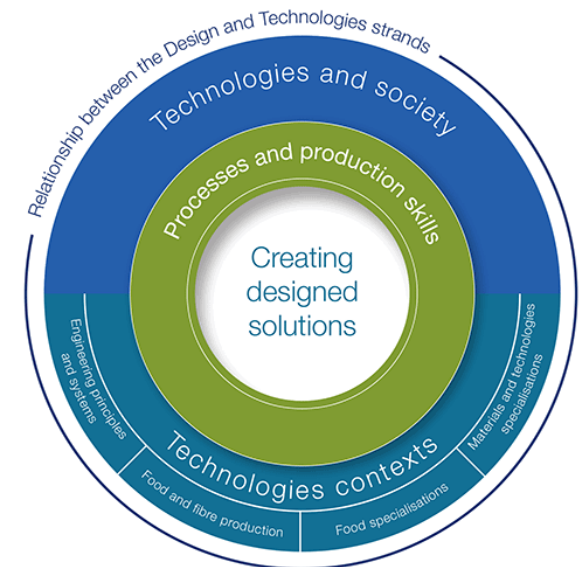 Relationship between the Design and Technologies strands
Technologies and society
Processes and production skills
Creating
designed
solutions
Technologies contexts
Engineering principles
and systems
Food and fibre production
Food specialisations
Materials and technologies
specialisations